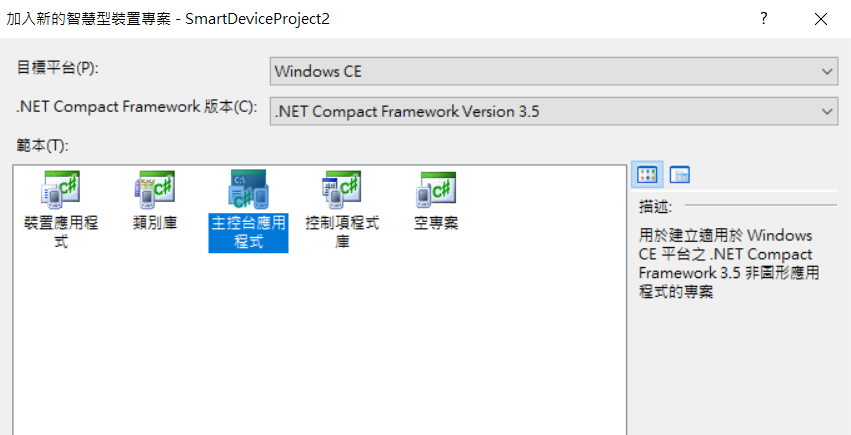 加入新的智慧型裝置專案 - SmartDeviceProject2
目標平台(P):
Windows CE
.NET Compact Framework 版本(C):
.NET Compact Framework Version 3.5
範本(T):
裝置應用程
式
類別庫
主控台應用
程式
控制項程式
庫
空專案
描述:
用於建立適用於 Windows
CE 平台之 .NET Compact
Framework 3.5 非圖形應用
程式的專案